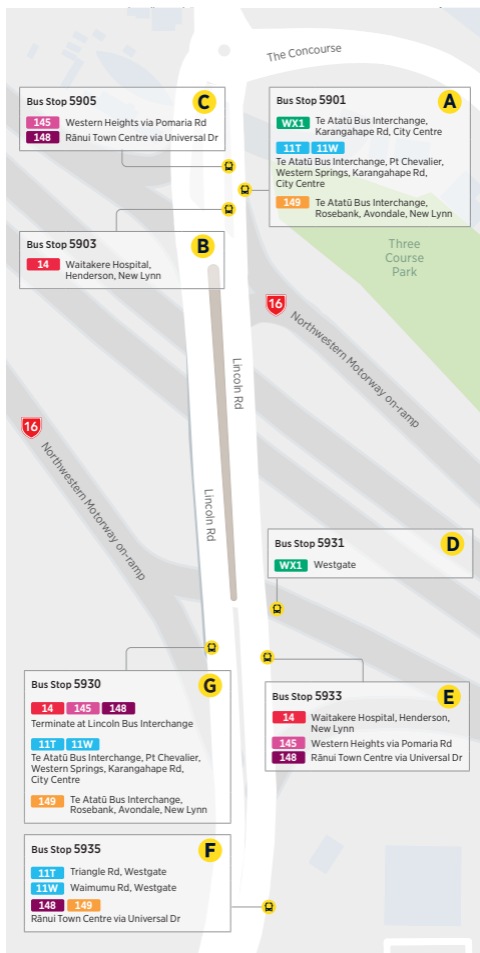 The Concourse
Bus Stop 5905
C
145 Western Heights via Pomaria Rd
148 Rānui Town Centre via Universal Dr
Bus Stop 5901
A
WX1 Te Atatū Bus Interchange,
Karangahape Rd, City Centre
11T 11W
Te Atatū Bus Interchange, Pt Chevalier,
Western Springs, Karangahape Rd,
City Centre
149 Te Atatū Bus Interchange,
Rosebank, Avondale, New Lynn
Bus Stop 5903
B
14 Waitakere Hospital,
Henderson, New Lynn
Three
Course
Park
16
Northwestern Motorway on-ramp
Lincoln Rd
16
Northwestern Motorway on-ramp
Lincoln Rd
Bus Stop 5931
D
WX1 Westgate
Bus Stop 5930
G
14 145 148
Terminate at Lincoln Bus Interchange
11T 11W
Te Atatū Bus Interchange, Pt Chevalier,
Western Springs, Karangahape Rd,
City Centre
149 Te Atatū Bus Interchange,
Rosebank, Avondale, New Lynn
Bus Stop 5933
E
14 Waitakere Hospital, Henderson,
New Lynn
145 Western Heights via Pomaria Rd
148 Rānui Town Centre via Universal Dr
Bus Stop 5935
F
11T Triangle Rd, Westgate
11W Waimumu Rd, Westgate
148 149
Rānui Town Centre via Universal Dr